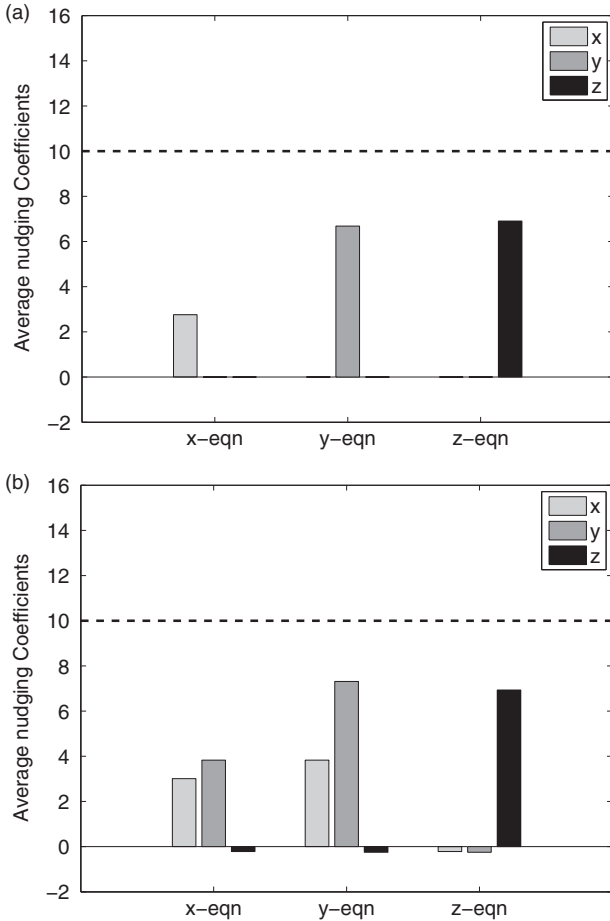 (a)
16
14
12
10
8
6
4
2
0
−2
Average nudging Coefficients
x
y
z
x−eqn y−eqn z−eqn
(b)
16
14
12
10
8
6
4
2
0
−2
Average nudging Coefficients
x
y
z
x−eqn y−eqn z−eqn